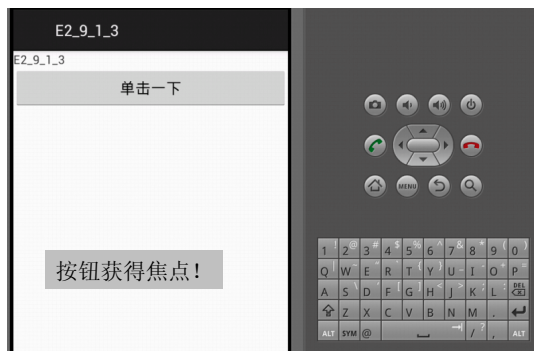 E2_9_1_3
E2_9_1_3
单击一下
按钮获得焦点！
MENU
1 ! 2 @ 3 # 4 $ 5 % 6 ^ 7 & 8 * 9 ( 0 )
Q W E R T Y U I O P
A S D F G H J K L DEL
Z X C V B N M .
ALT SYM @ / ? , ALT